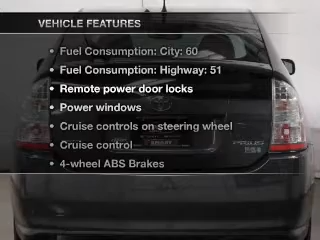 VEHICLE FEATURES
• Fuel Consumption: City: 60
• Fuel Consumption: Highway: 51
• Remote power door locks
• Power windows
• Cruise controls on steering wheel
• Cruise control
• 4-wheel ABS Brakes
PRIUS